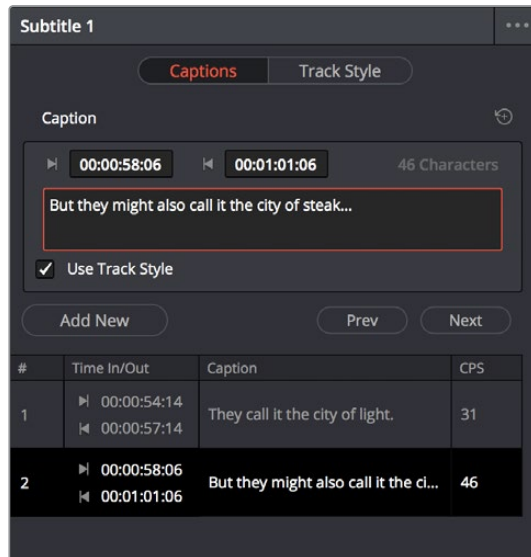 Subtitle 1
Captions Track Style
Caption
00:00:58:06 00:01:01:06 46 Characters
But they might also call it the city of steak...
Use Track Style
Add New Prev Next
# Time In/Out Caption CPS
1 00:00:54:14 00:00:57:14 They call it the city of light. 31
2 00:00:58:06 00:01:01:06 But they might also call it the ci... 46